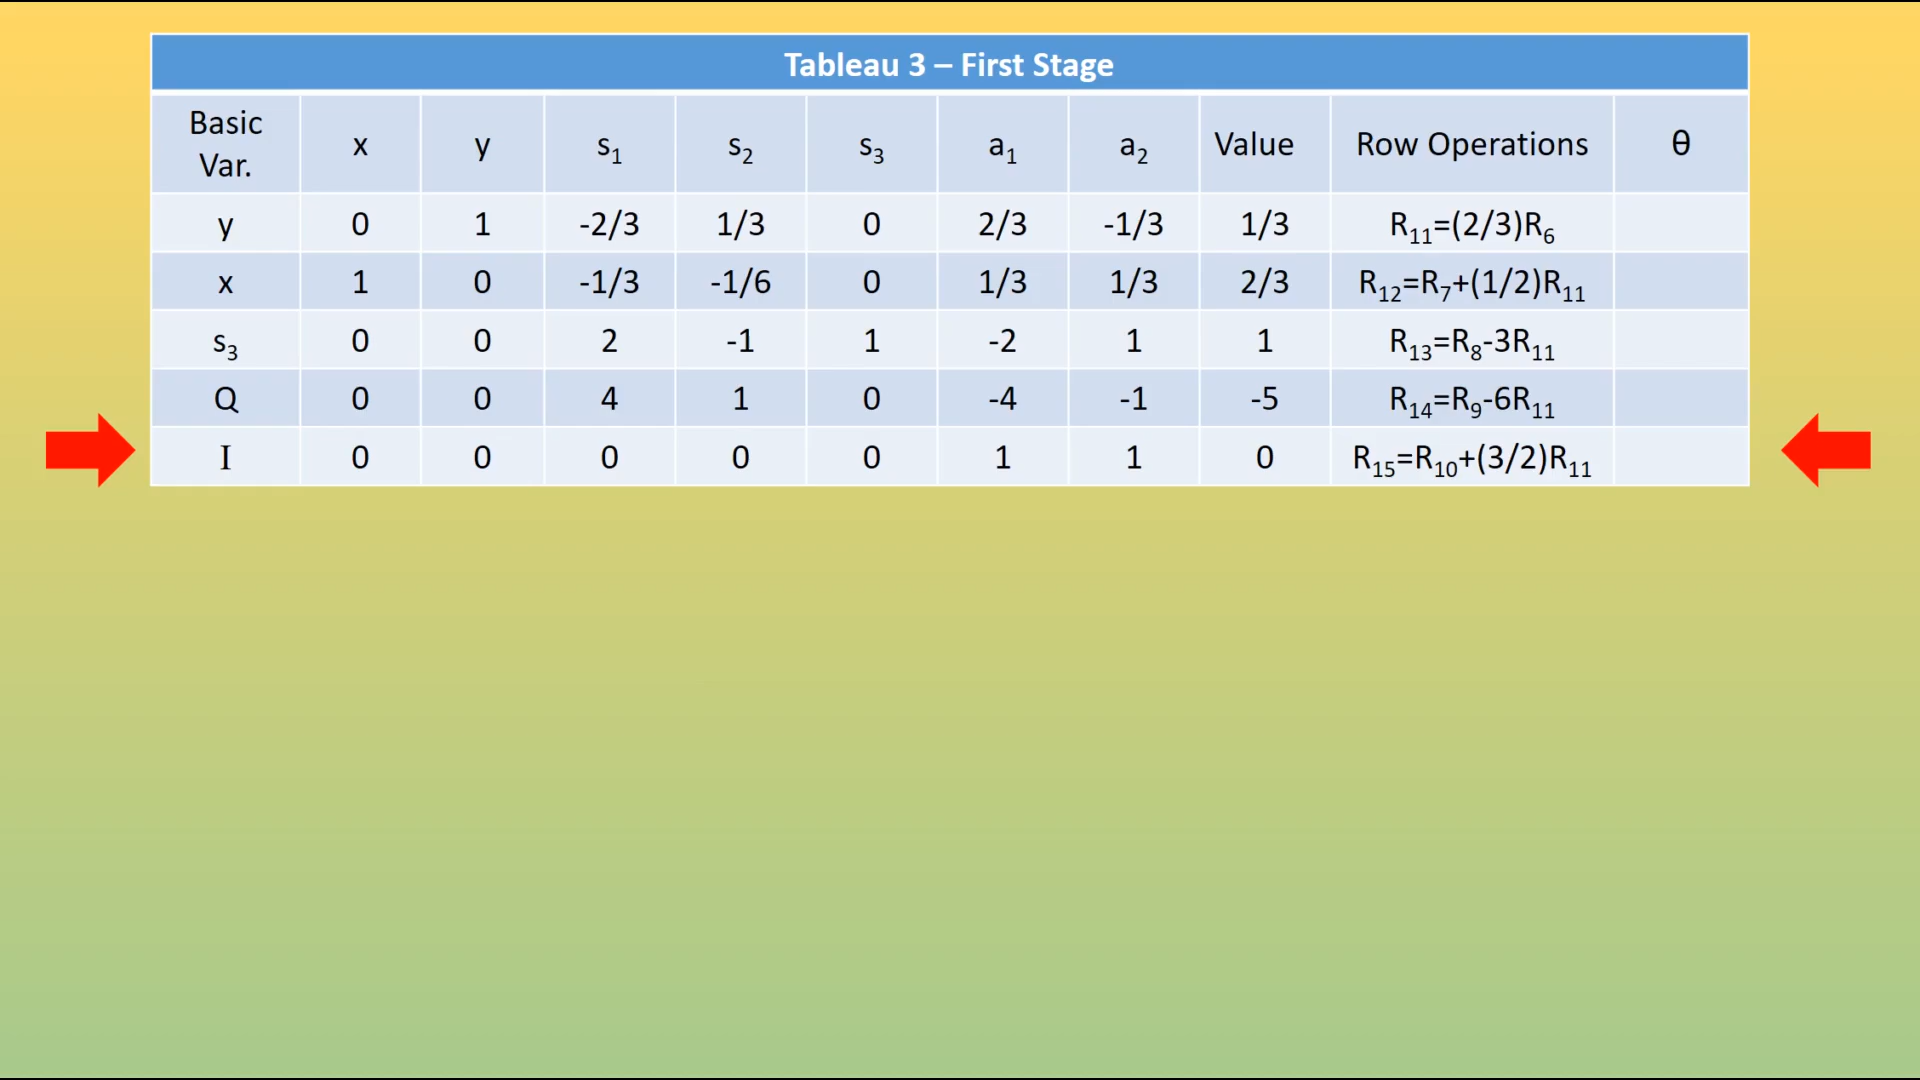 Tableau 3 – First Stage
Basic Var. x y s₁ s₂ s₃ a₁ a₂ Value Row Operations θ
y 0 1 -2/3 1/3 0 2/3 -1/3 1/3 R₁₁=(2/3)R₆
x 1 0 -1/3 -1/6 0 1/3 1/3 2/3 R₁₂=R₇+(1/2)R₁₁
s₃ 0 0 2 -1 1 -2 1 1 R₁₃=R₈-3R₁₁
Q 0 0 4 1 0 -4 -1 -5 R₁₄=R₉-6R₁₁
I 0 0 0 0 0 1 1 0 R₁₅=R₁₀+(3/2)R₁₁